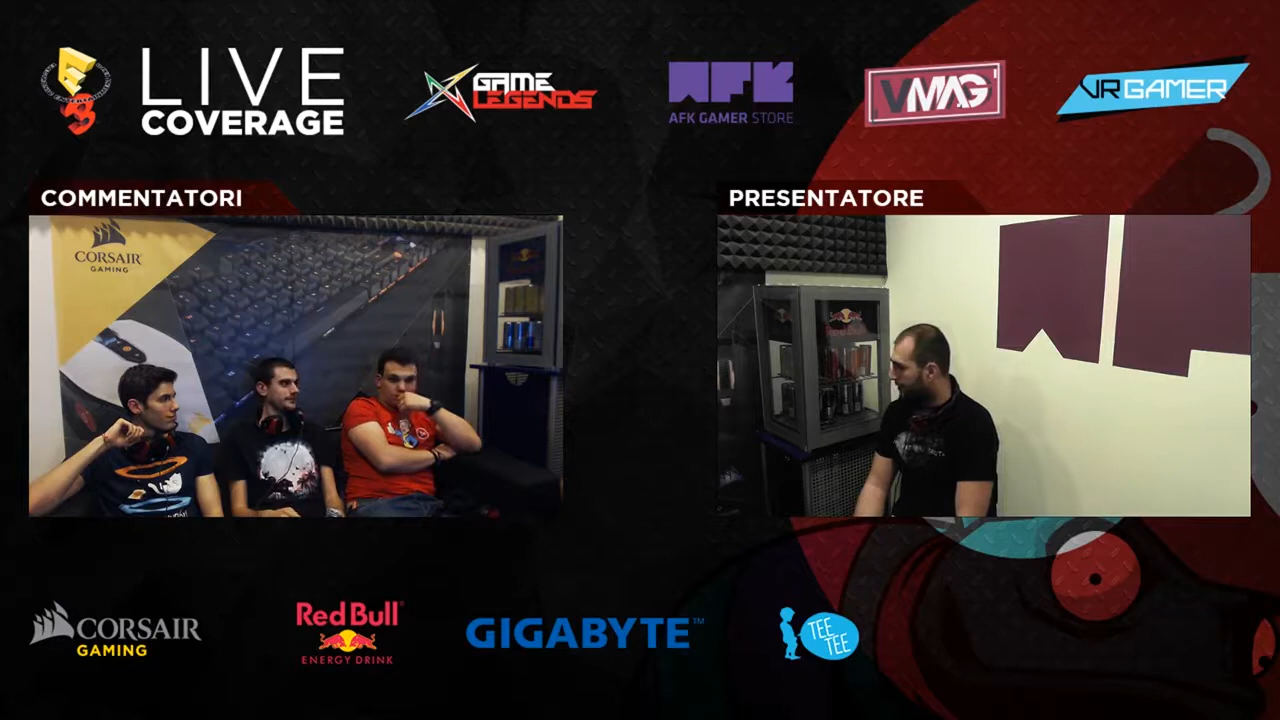 E3
LIVE
COVERAGE
GAME
LEGENDS
AFK
AFK GAMER STORE
VMAG
VRGAMER
COMMENTATORI
PRESENTATORE
CORSAIR
GAMING
CORSAIR
GAMING
Red Bull
ENERGY DRINK
GIGABYTE™
TEE
TEE